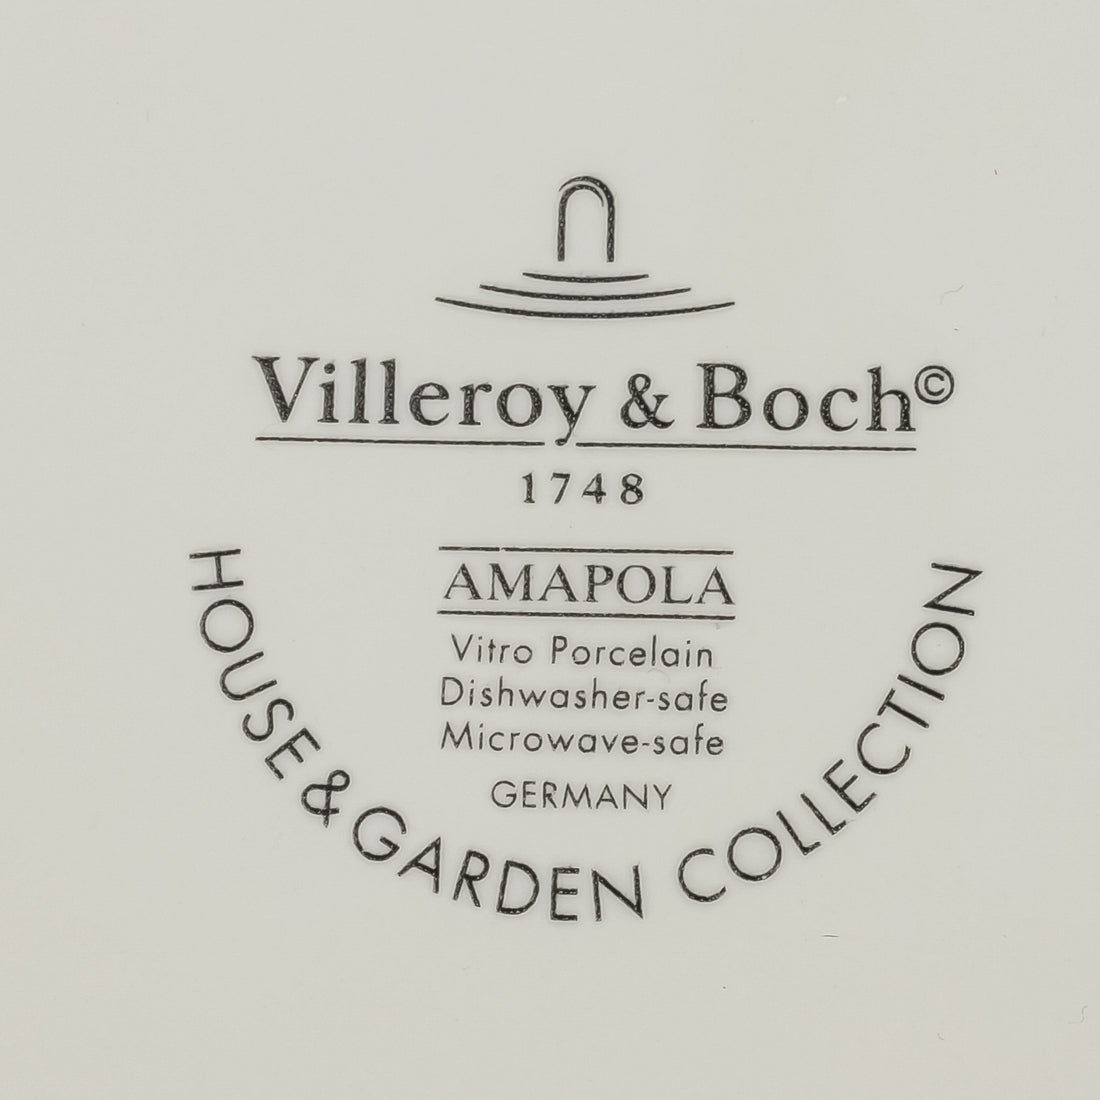 Villeroy & Boch©
1748
AMAPOLA
Vitro Porcelain
Dishwasher-safe
Microwave-safe
GERMANY
HOUSE & GARDEN COLLECTION